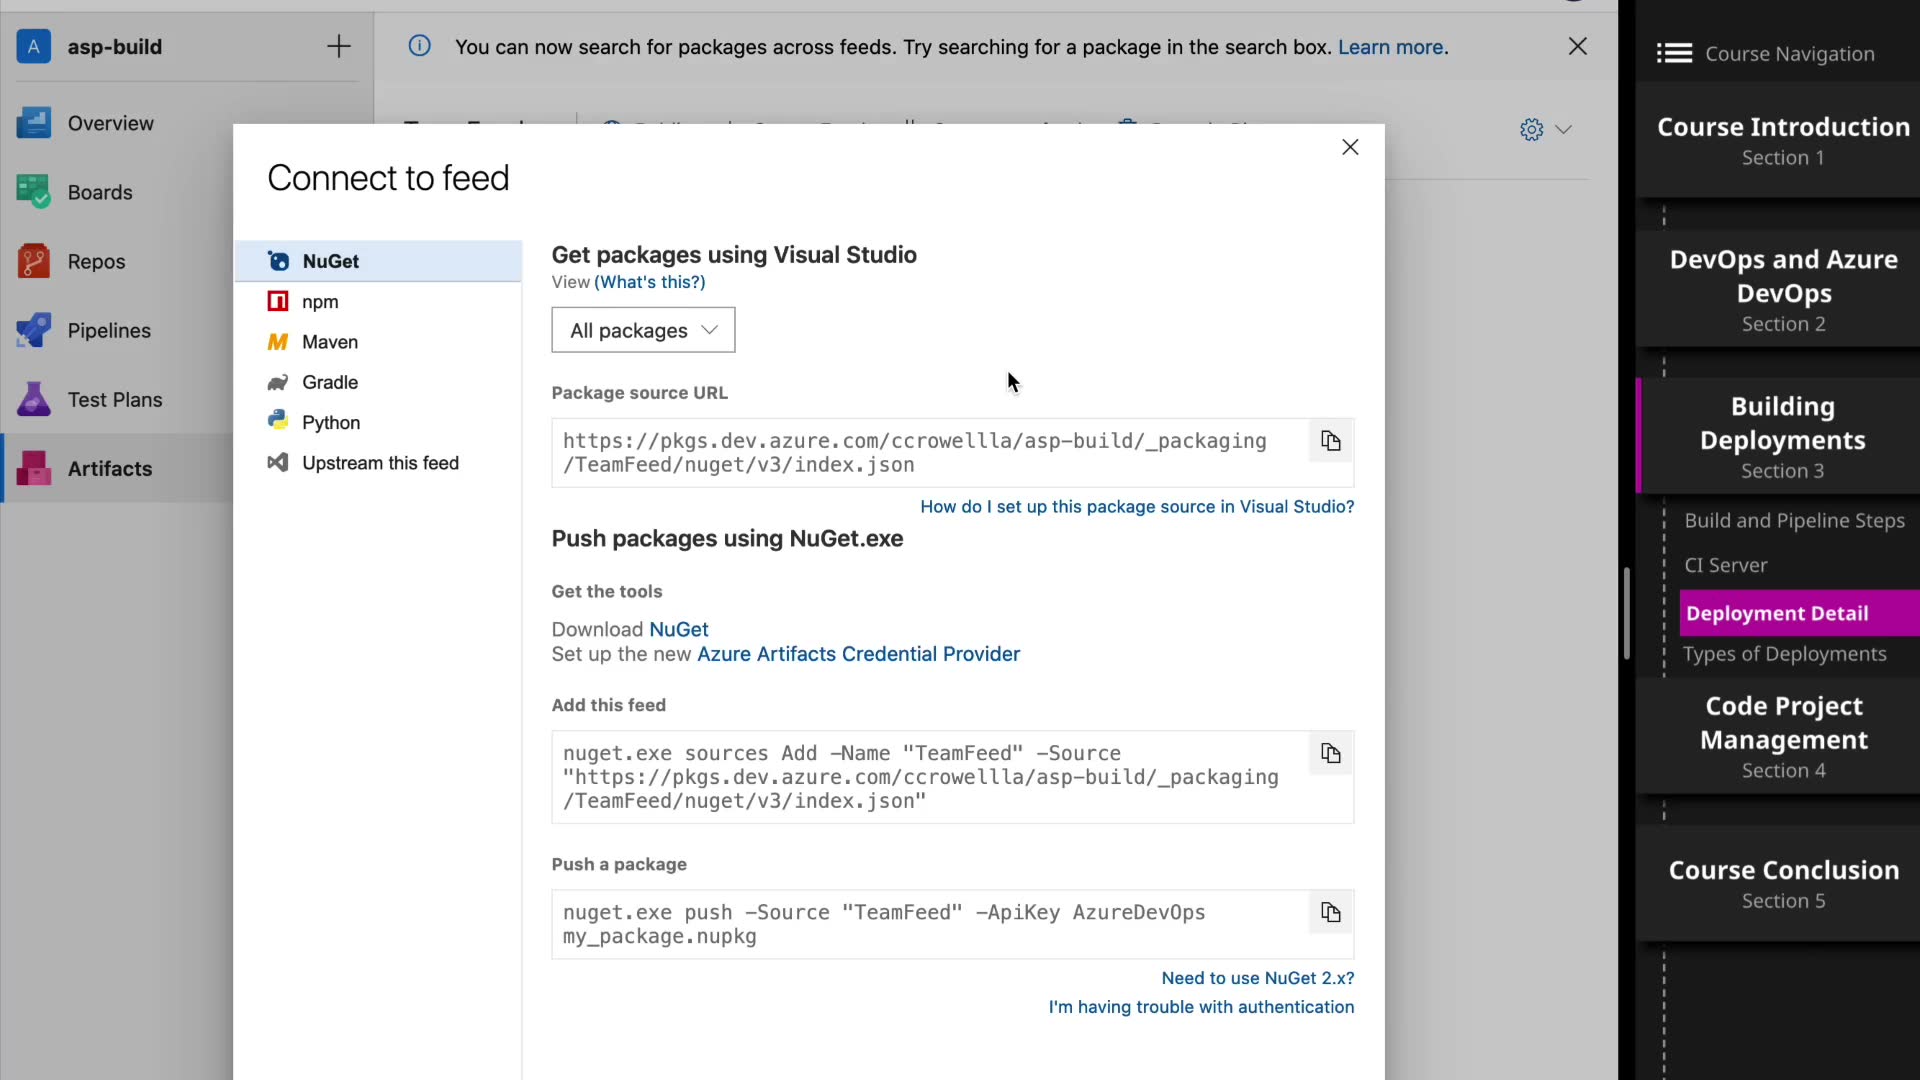 A asp-build
You can now search for packages across feeds. Try searching for a package in the search box. Learn more.
Overview
Boards
Repos
Pipelines
Test Plans
Artifacts
Connect to feed
NuGet
npm
Maven
Gradle
Python
Upstream this feed
Get packages using Visual Studio
View (What's this?)
All packages
Package source URL
https://pkgs.dev.azure.com/ccrowellla/asp-build/_packaging
/TeamFeed/nuget/v3/index.json
How do I set up this package source in Visual Studio?
Push packages using NuGet.exe
Get the tools
Download NuGet
Set up the new Azure Artifacts Credential Provider
Add this feed
nuget.exe sources Add -Name "TeamFeed" -Source
"https://pkgs.dev.azure.com/ccrowellla/asp-build/_packaging
/TeamFeed/nuget/v3/index.json"
Push a package
nuget.exe push -Source "TeamFeed" -ApiKey AzureDevOps
my_package.nupkg
Need to use NuGet 2.x?
I'm having trouble with authentication
Course Navigation
Course Introduction
Section 1
DevOps and Azure
DevOps
Section 2
Building
Deployments
Section 3
Build and Pipeline Steps
CI Server
Deployment Detail
Types of Deployments
Code Project
Management
Section 4
Course Conclusion
Section 5